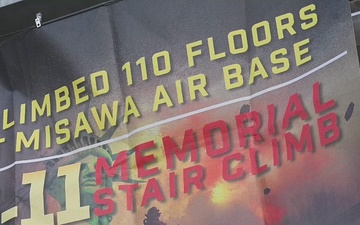 LIMBED 110 FLOORS
- MISAWA AIR BASE
-11 MEMORIAL
STAIR CLIMB